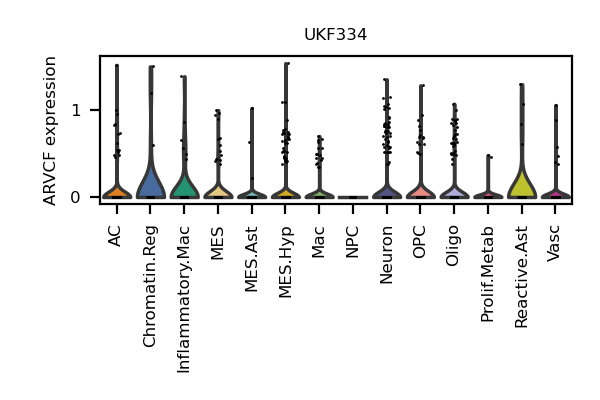 UKF334
ARVCF expression
1
0
AC
Chromatin.Reg
Inflammatory.Mac
MES
MES.Ast
MES.Hyp
Mac
NPC
Neuron
OPC
Oligo
Prolif.Metab
Reactive.Ast
Vasc